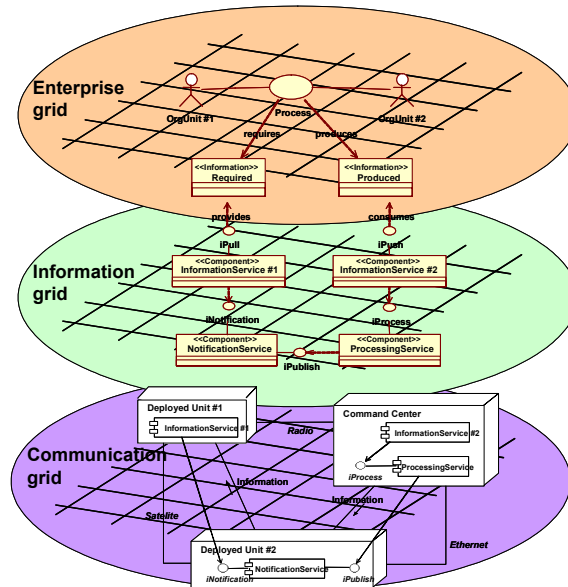 Enterprise
grid
OrgUnit #1
Process
OrgUnit #2
requires
produces
<<Information>>
Required
<<Information>>
Produced
provides
consumes
iPull
iPush
Information
grid
<<Component>>
InformationService #1
<<Component>>
InformationService #2
iNotification
iProcess
<<Component>>
NotificationService
<<Component>>
ProcessingService
iPublish
Deployed Unit #1
InformationService #1
Radio
Command Center
InformationService #2
iProcess
ProcessingService
Communication
grid
Information
Information
Satelite
Ethernet
Deployed Unit #2
NotificationService
iNotification
iPublish